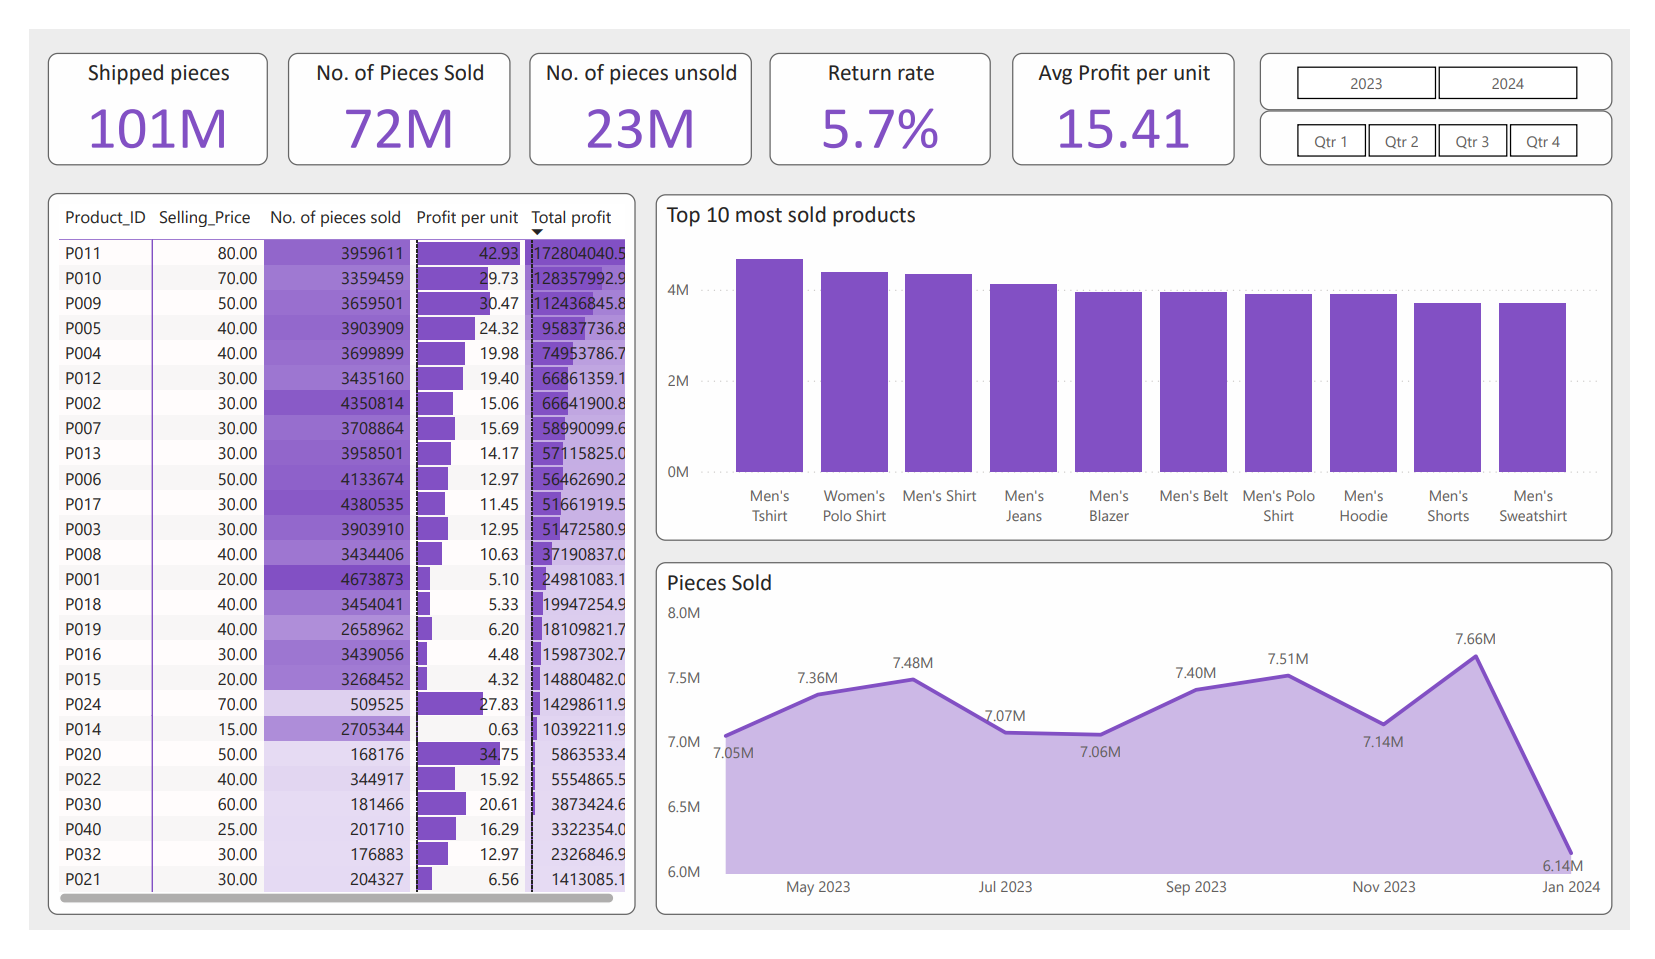 Shipped pieces
101M
No. of Pieces Sold
72M
No. of pieces unsold
23M
Return rate
5.7%
Avg Profit per unit
15.41
2023 2024
Qtr 1 Qtr 2 Qtr 3 Qtr 4
Product_ID Selling_Price No. of pieces sold Profit per unit Total profit
P011 80.00 3959611 42.93 172804040.5
P010 70.00 3359459 29.73 128357992.9
P009 50.00 3659501 30.47 112436845.8
P005 40.00 3903909 24.32 95837736.8
P004 40.00 3699899 19.98 74953786.7
P012 30.00 3435160 19.40 66861359.1
P002 30.00 4350814 15.06 66641900.8
P007 30.00 3708864 15.69 58990099.6
P013 30.00 3958501 14.17 57115825.0
P006 50.00 4133674 12.97 56462690.2
P017 30.00 4380535 11.45 51661919.5
P003 30.00 3903910 12.95 51472580.9
P008 40.00 3434406 10.63 37190837.0
P001 20.00 4673873 5.10 24981083.1
P018 40.00 3454041 5.33 19947254.9
P019 40.00 2658962 6.20 18109821.7
P016 30.00 3439056 4.48 15987302.7
P015 20.00 3268452 4.32 14880482.0
P024 70.00 509525 27.83 14298611.9
P014 15.00 2705344 0.63 10392211.9
P020 50.00 168176 34.75 5863533.4
P022 40.00 344917 15.92 5554865.5
P030 60.00 181466 20.61 3873424.6
P040 25.00 201710 16.29 3322354.0
P032 30.00 176883 12.97 2326846.9
P021 30.00 204327 6.56 1413085.1
Top 10 most sold products
4M
2M
0M
Men's Tshirt
Women's Polo Shirt
Men's Shirt
Men's Jeans
Men's Blazer
Men's Belt
Men's Polo Shirt
Men's Hoodie
Men's Shorts
Men's Sweatshirt
Pieces Sold
8.0M
7.5M
7.0M
6.5M
6.0M
7.05M
7.36M
7.48M
7.07M
7.06M
7.40M
7.51M
7.14M
7.66M
6.14M
May 2023 Jul 2023 Sep 2023 Nov 2023 Jan 2024